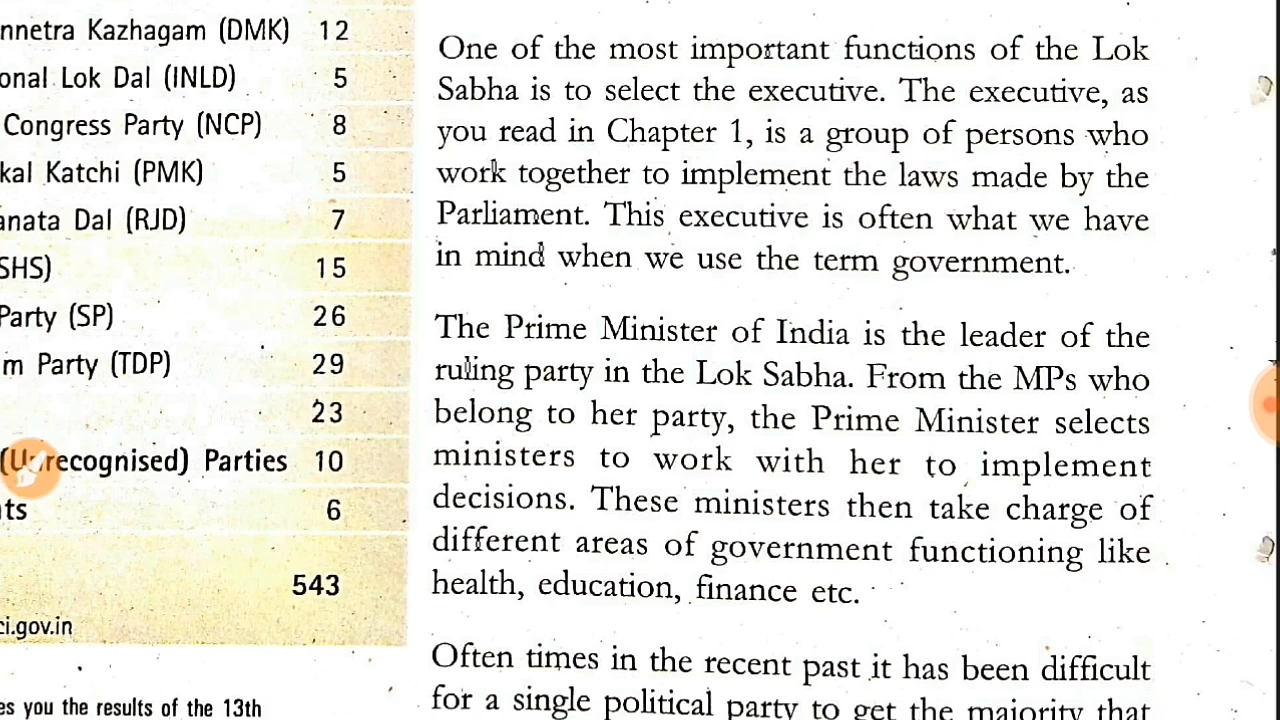 nnetra Kazhagam (DMK) 12
onal Lok Dal (INLD) 5
Congress Party (NCP) 8
kal Katchi (PMK) 5
anata Dal (RJD) 7
SHS) 15
Party (SP) 26
m Party (TDP) 29
23
(Unrecognised) Parties 10
ts 6
543
ci.gov.in
es you the results of the 13th
One of the most important functions of the Lok
Sabha is to select the executive. The executive, as
you read in Chapter 1, is a group of persons who
work together to implement the laws made by the
Parliament. This executive is often what we have
in mind when we use the term government.
The Prime Minister of India is the leader of the
ruling party in the Lok Sabha. From the MPs who
belong to her party, the Prime Minister selects
ministers to work with her to implement
decisions. These ministers then take charge of
different areas of government functioning like
health, education, finance etc.
Often times in the recent past it has been difficult
for a single political party to get the majority that